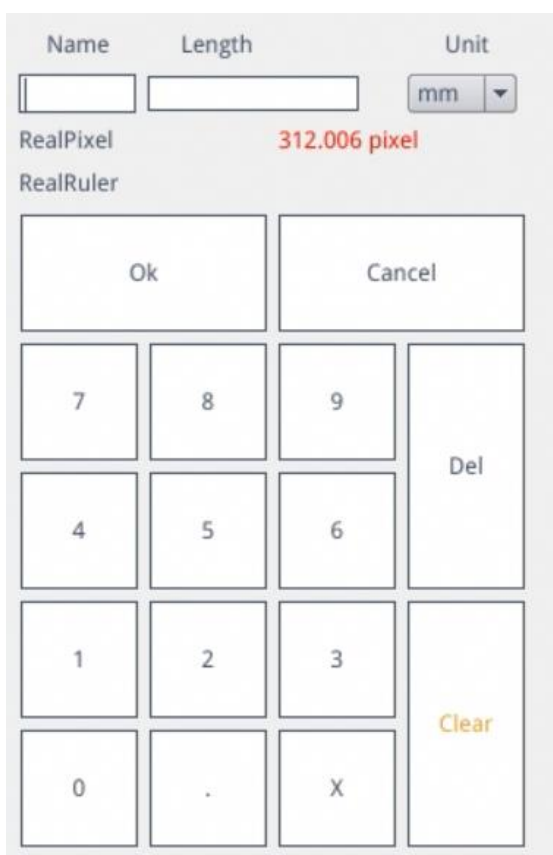 Name Length Unit
mm
RealPixel 312.006 pixel
RealRuler
Ok Cancel
7 8 9
Del
4 5 6
1 2 3
Clear
0 . X